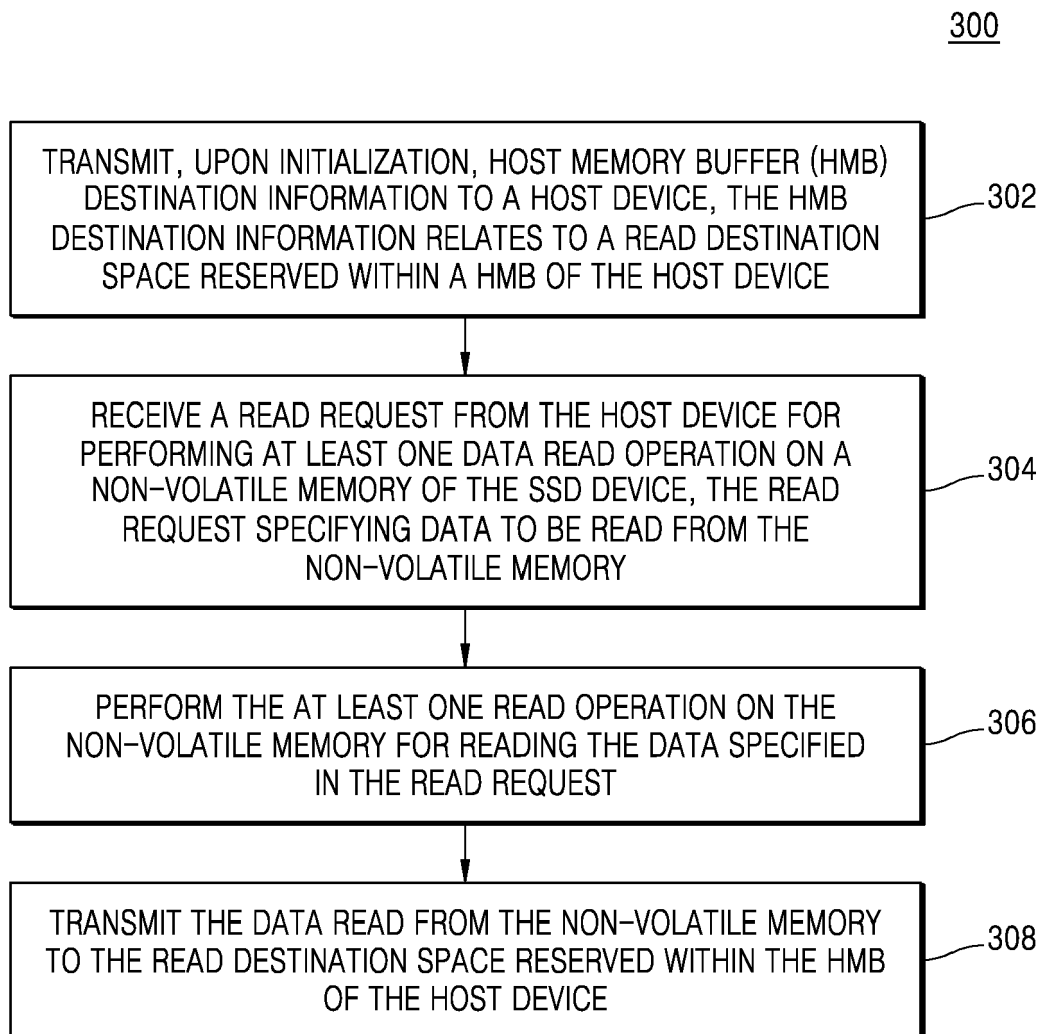 300
TRANSMIT, UPON INITIALIZATION, HOST MEMORY BUFFER (HMB)
DESTINATION INFORMATION TO A HOST DEVICE, THE HMB
DESTINATION INFORMATION RELATES TO A READ DESTINATION
SPACE RESERVED WITHIN A HMB OF THE HOST DEVICE
302
RECEIVE A READ REQUEST FROM THE HOST DEVICE FOR
PERFORMING AT LEAST ONE DATA READ OPERATION ON A
NON-VOLATILE MEMORY OF THE SSD DEVICE, THE READ
REQUEST SPECIFYING DATA TO BE READ FROM THE
NON-VOLATILE MEMORY
304
PERFORM THE AT LEAST ONE READ OPERATION ON THE
NON-VOLATILE MEMORY FOR READING THE DATA SPECIFIED
IN THE READ REQUEST
306
TRANSMIT THE DATA READ FROM THE NON-VOLATILE MEMORY
TO THE READ DESTINATION SPACE RESERVED WITHIN THE HMB
OF THE HOST DEVICE
308